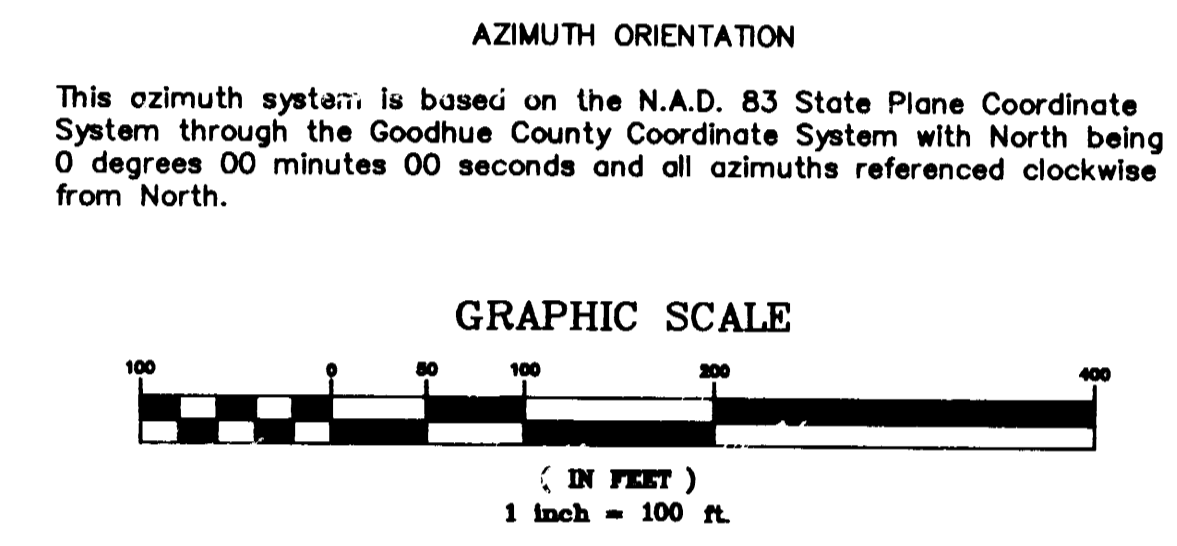 AZIMUTH ORIENTATION
This azimuth system is based on the N.A.D. 83 State Plane Coordinate
System through the Goodhue County Coordinate System with North being
0 degrees 00 minutes 00 seconds and all azimuths referenced clockwise
from North.
GRAPHIC SCALE
100 0 50 100 200 400
( IN FEET )
1 inch = 100 ft.